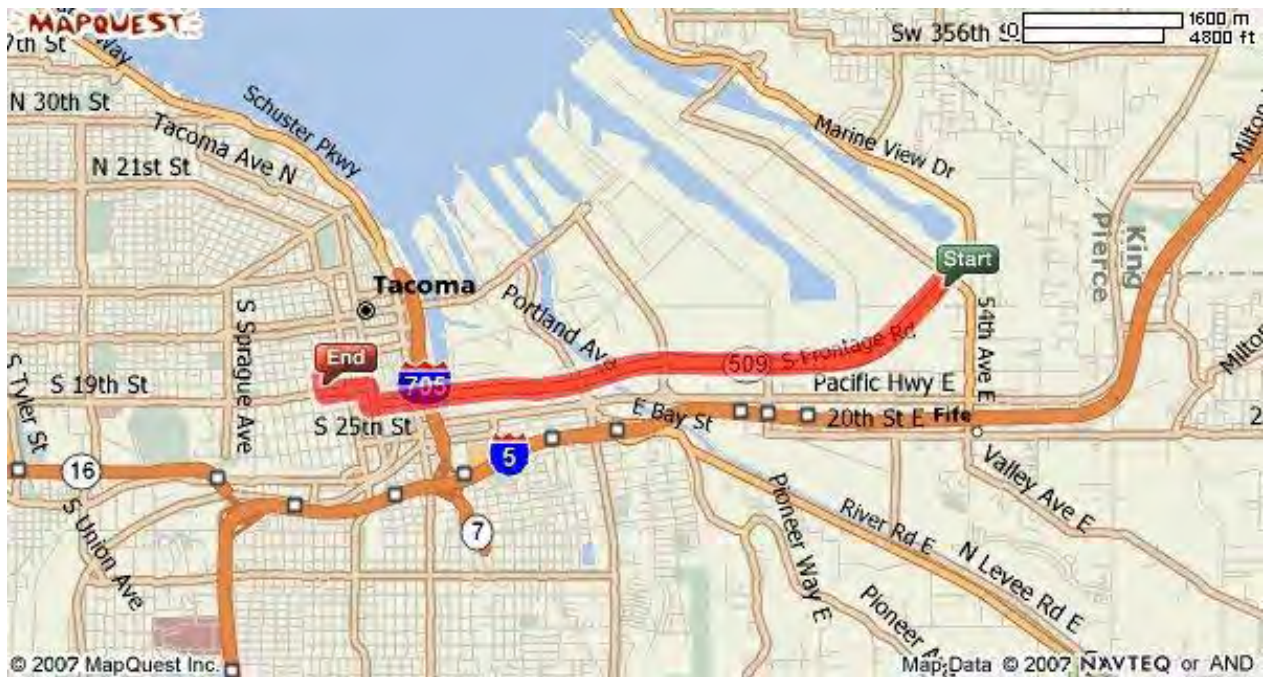 MAPQUEST
1600 m
4800 ft
Sw 356th S
0
7th St
Way
N 30th St
Schuster Pkwy
Tacoma Ave N
N 21st St
Marine View Dr
Milton
King
Pierce
Start
Tacoma
Portland Ave
S Sprague Ave
54th Ave E
509
S Frontage Rd
End
705
S 19th St
Pacific Hwy E
Milton
S Tyler St
E Bay St
20th St E
Fife
2
S 25th St
5
16
Valley Ave E
S Union Ave
7
Pioneer Way E
River Rd E
N Levee Rd E
Pioneer A
© 2007 MapQuest Inc.
Map Data © 2007 NAVTEQ or AND